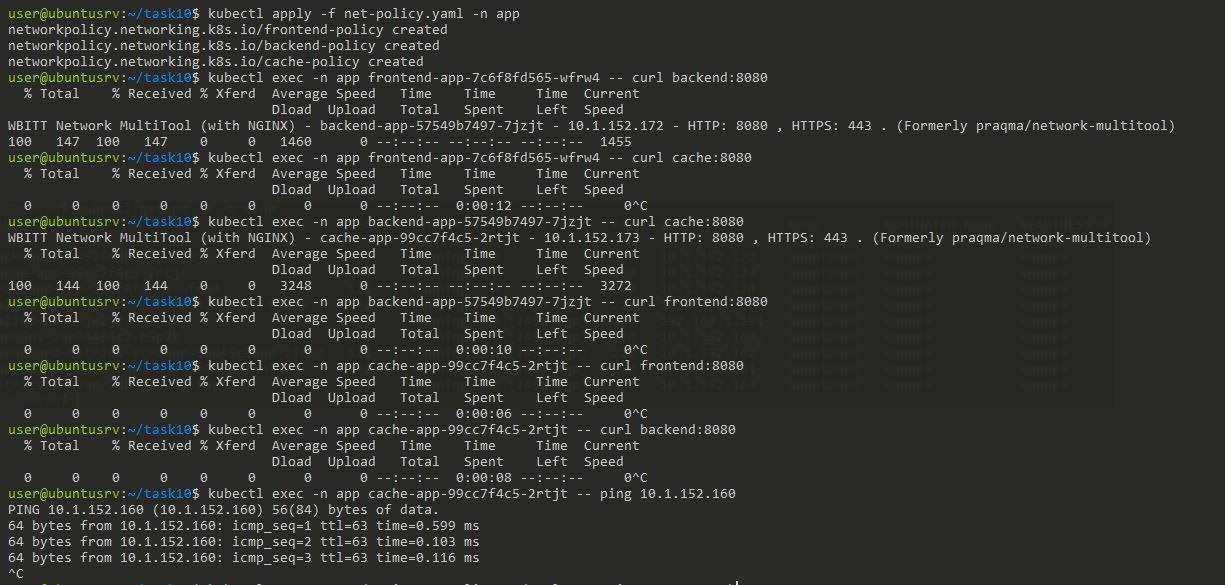 user@ubuntusrv:~/task10$ kubectl apply -f net-policy.yaml -n app
networkpolicy.networking.k8s.io/frontend-policy created
networkpolicy.networking.k8s.io/backend-policy created
networkpolicy.networking.k8s.io/cache-policy created
user@ubuntusrv:~/task10$ kubectl exec -n app frontend-app-7c6f8fd565-wfrw4 -- curl backend:8080
  % Total    % Received % Xferd  Average Speed   Time    Time     Time  Current
                                 Dload  Upload   Total   Spent    Left  Speed
WBITT Network MultiTool (with NGINX) - backend-app-57549b7497-7jzjt - 10.1.152.172 - HTTP: 8080 , HTTPS: 443 . (Formerly praqma/network-multitool)
100   147  100   147    0     0   1460      0 --:--:-- --:--:-- --:--:--  1455
user@ubuntusrv:~/task10$ kubectl exec -n app frontend-app-7c6f8fd565-wfrw4 -- curl cache:8080
  % Total    % Received % Xferd  Average Speed   Time    Time     Time  Current
                                 Dload  Upload   Total   Spent    Left  Speed
  0     0    0     0    0     0      0      0 --:--:--  0:00:12 --:--:--     0^C
user@ubuntusrv:~/task10$ kubectl exec -n app backend-app-57549b7497-7jzjt -- curl cache:8080
WBITT Network MultiTool (with NGINX) - cache-app-99cc7f4c5-2rtjt - 10.1.152.173 - HTTP: 8080 , HTTPS: 443 . (Formerly praqma/network-multitool)
  % Total    % Received % Xferd  Average Speed   Time    Time     Time  Current
                                 Dload  Upload   Total   Spent    Left  Speed
100   144  100   144    0     0   3248      0 --:--:-- --:--:-- --:--:--  3272
user@ubuntusrv:~/task10$ kubectl exec -n app backend-app-57549b7497-7jzjt -- curl frontend:8080
  % Total    % Received % Xferd  Average Speed   Time    Time     Time  Current
                                 Dload  Upload   Total   Spent    Left  Speed
  0     0    0     0    0     0      0      0 --:--:--  0:00:10 --:--:--     0^C
user@ubuntusrv:~/task10$ kubectl exec -n app cache-app-99cc7f4c5-2rtjt -- curl frontend:8080
  % Total    % Received % Xferd  Average Speed   Time    Time     Time  Current
                                 Dload  Upload   Total   Spent    Left  Speed
  0     0    0     0    0     0      0      0 --:--:--  0:00:06 --:--:--     0^C
user@ubuntusrv:~/task10$ kubectl exec -n app cache-app-99cc7f4c5-2rtjt -- curl backend:8080
  % Total    % Received % Xferd  Average Speed   Time    Time     Time  Current
                                 Dload  Upload   Total   Spent    Left  Speed
  0     0    0     0    0     0      0      0 --:--:--  0:00:08 --:--:--     0^C
user@ubuntusrv:~/task10$ kubectl exec -n app cache-app-99cc7f4c5-2rtjt -- ping 10.1.152.160
PING 10.1.152.160 (10.1.152.160) 56(84) bytes of data.
64 bytes from 10.1.152.160: icmp_seq=1 ttl=63 time=0.599 ms
64 bytes from 10.1.152.160: icmp_seq=2 ttl=63 time=0.103 ms
64 bytes from 10.1.152.160: icmp_seq=3 ttl=63 time=0.116 ms
^C